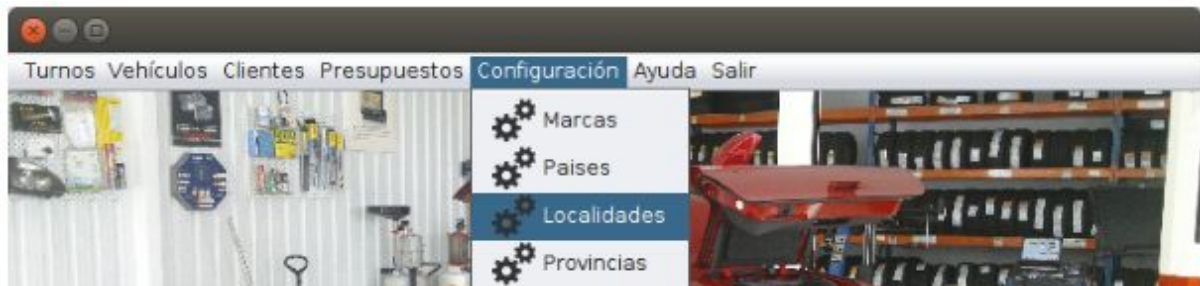 Turnos Vehículos Clientes Presupuestos Configuración Ayuda Salir
Marcas
Paises
Localidades
Provincias